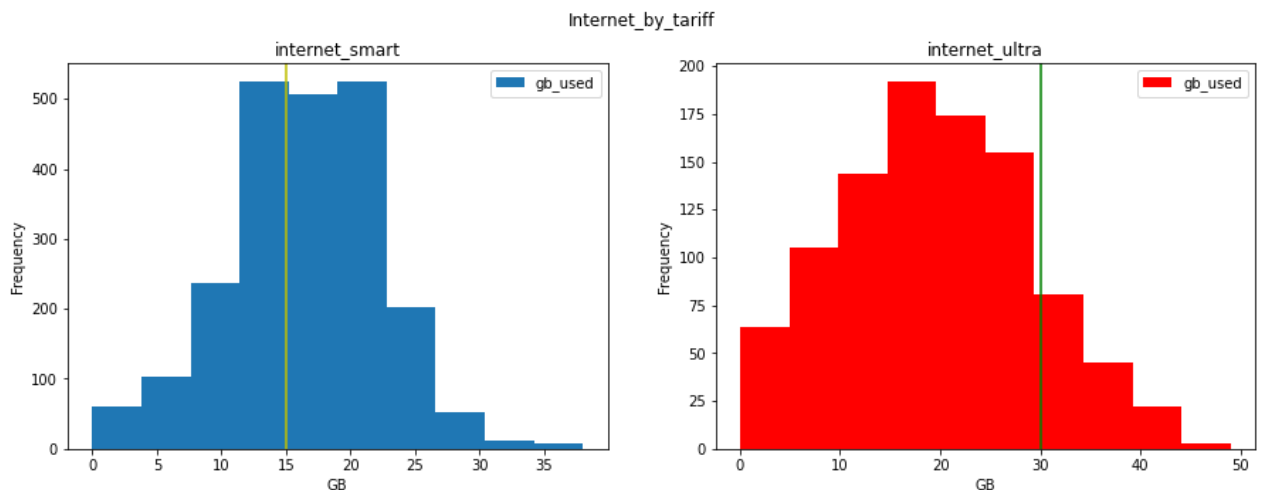 Internet_by_tariff
internet_smart
gb_used
Frequency
500
400
300
200
100
0
0 5 10 15 20 25 30 35
GB
internet_ultra
gb_used
Frequency
200
175
150
125
100
75
50
25
0
0 10 20 30 40 50
GB